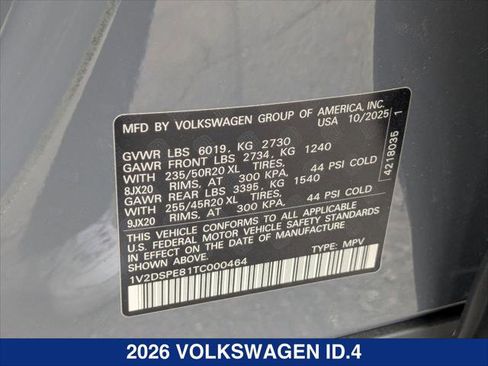 MFD BY VOLKSWAGEN GROUP OF AMERICA, INC.
USA 10/2025
GVWR LBS 6019, KG 2730
GAWR FRONT LBS 2734, KG 1240
WITH 235/50R20 XL TIRES,
8JX20 RIMS, AT 300 KPA, 44 PSI COLD
GAWR REAR LBS 3395, KG 1540
WITH 255/45R20 XL TIRES,
9JX20 RIMS, AT 300 KPA, 44 PSI COLD
THIS VEHICLE CONFORMS TO ALL APPLICABLE
U.S. FEDERAL MOTOR VEHICLE SAFETY STANDARDS
IN EFFECT ON THE DATE OF MANUFACTURE
SHOWN ABOVE.
1V2DSPE81TC000464 TYPE: MPV
4218035 1
2026 VOLKSWAGEN ID.4